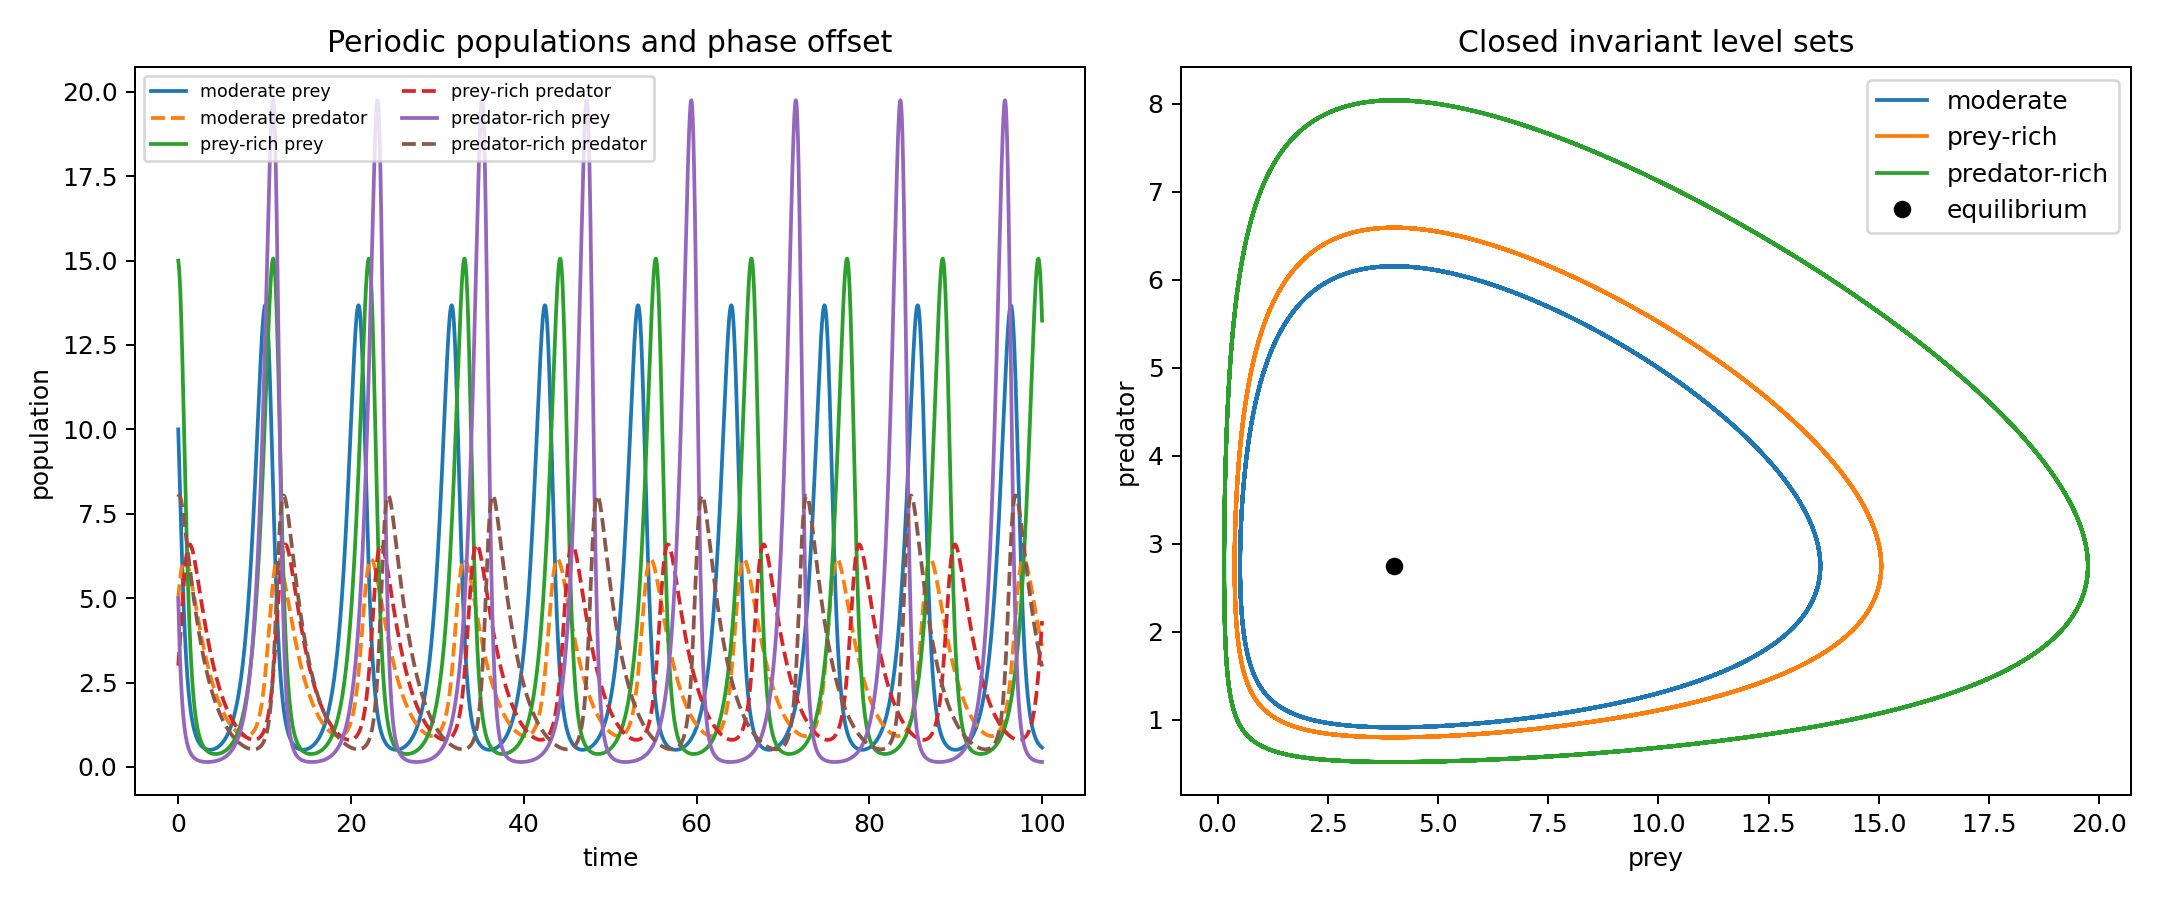 Periodic populations and phase offset
moderate prey
moderate predator
prey-rich prey
prey-rich predator
predator-rich prey
predator-rich predator
population
20.0
17.5
15.0
12.5
10.0
7.5
5.0
2.5
0.0
0 20 40 60 80 100
time
Closed invariant level sets
moderate
prey-rich
predator-rich
equilibrium
predator
8
7
6
5
4
3
2
1
0.0 2.5 5.0 7.5 10.0 12.5 15.0 17.5 20.0
prey